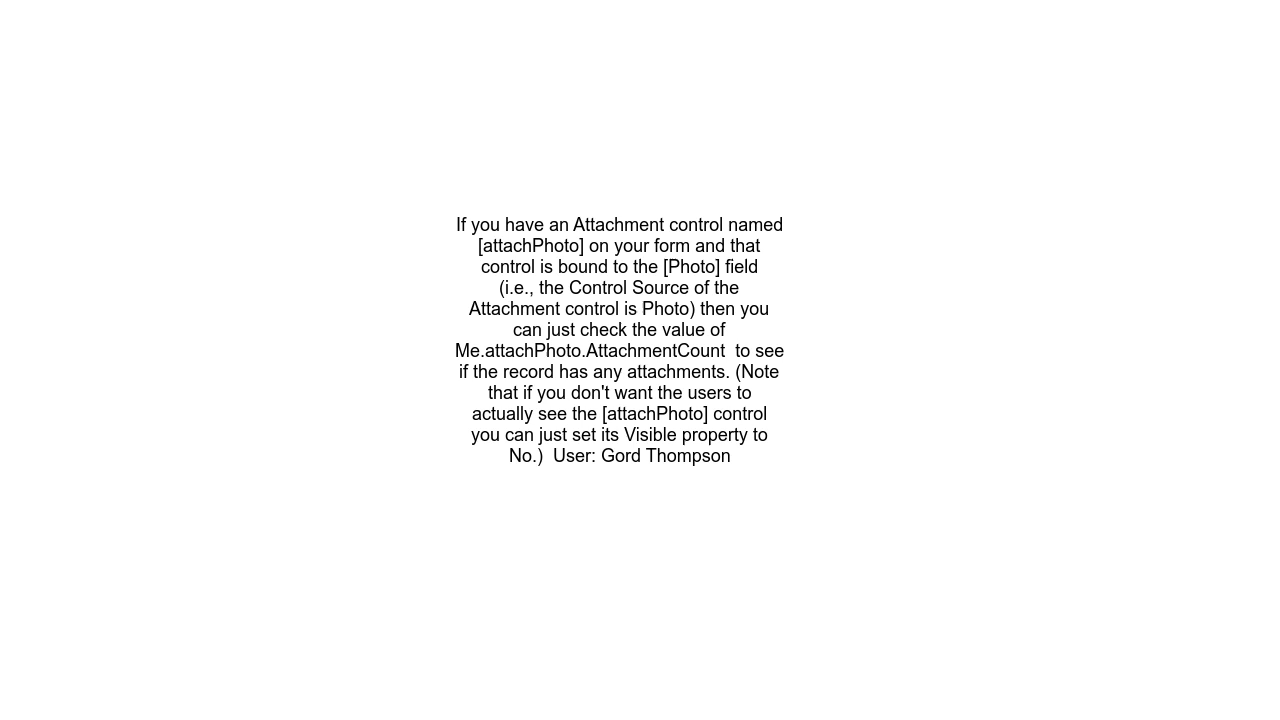 If you have an Attachment control named
[attachPhoto] on your form and that
control is bound to the [Photo] field
(i.e., the Control Source of the
Attachment control is Photo) then you
can just check the value of
Me.attachPhoto.AttachmentCount  to see
if the record has any attachments. (Note
that if you don't want the users to
actually see the [attachPhoto] control
you can just set its Visible property to
No.)  User: Gord Thompson